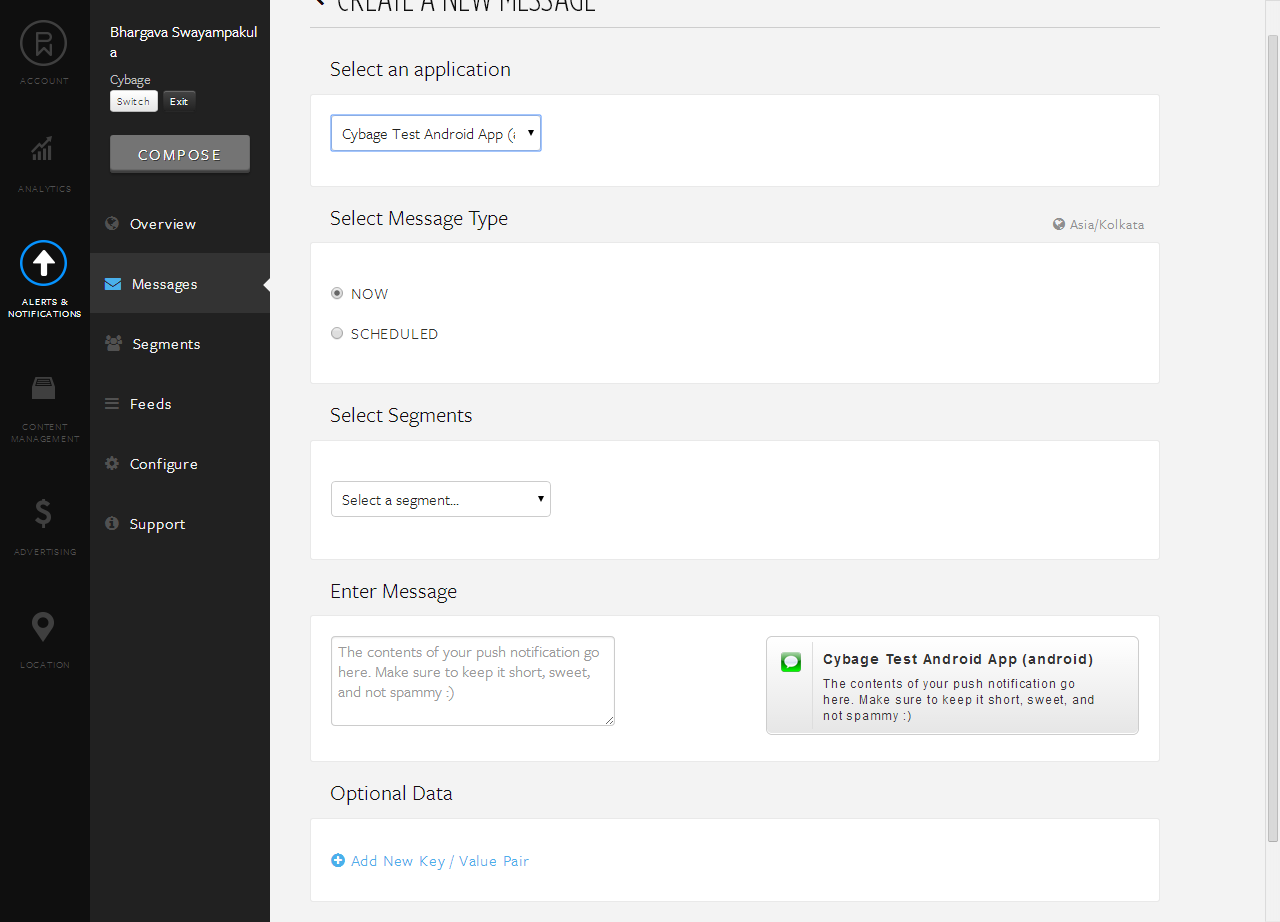 ACCOUNT
ANALYTICS
ALERTS &
NOTIFICATIONS
CONTENT
MANAGEMENT
ADVERTISING
LOCATION
Bhargava Swayampakul
a
Cybage
Switch Exit
COMPOSE
Overview
Messages
Segments
Feeds
Configure
Support
CREATE A NEW MESSAGE
Select an application
Cybage Test Android App (a
Select Message Type
Asia/Kolkata
NOW
SCHEDULED
Select Segments
Select a segment...
Enter Message
The contents of your push notification go
here. Make sure to keep it short, sweet,
and not spammy :)
Cybage Test Android App (android)
The contents of your push notification go
here. Make sure to keep it short, sweet, and
not spammy :)
Optional Data
Add New Key / Value Pair